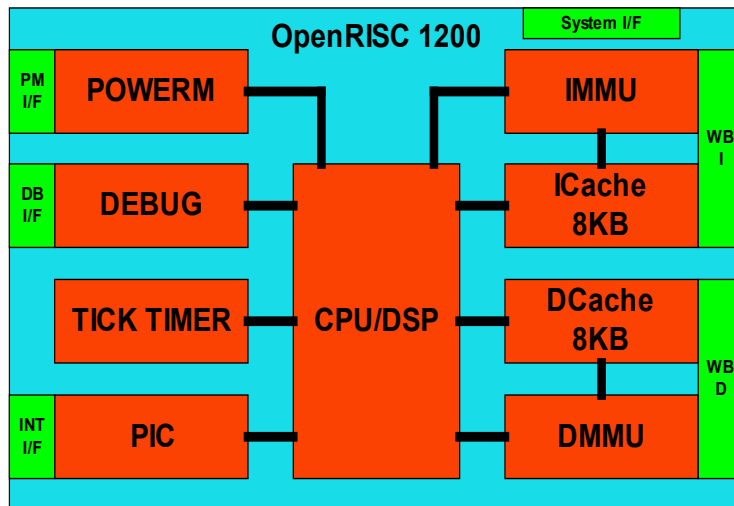 OpenRISC 1200
System I/F
PM
I/F
POWERM
IMMU
WB
I
DB
I/F
DEBUG
ICache
8KB
TICK TIMER
CPU/DSP
DCache
8KB
WB
D
INT
I/F
PIC
DMMU